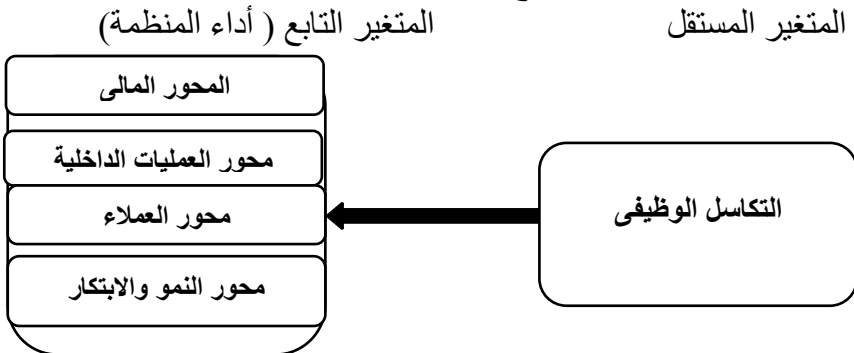 المتغير المستقل
المتغير التابع ( أداء المنظمة)
التكاسل الوظيفى
المحور المالى
محور العمليات الداخلية
محور العملاء
محور النمو والابتكار